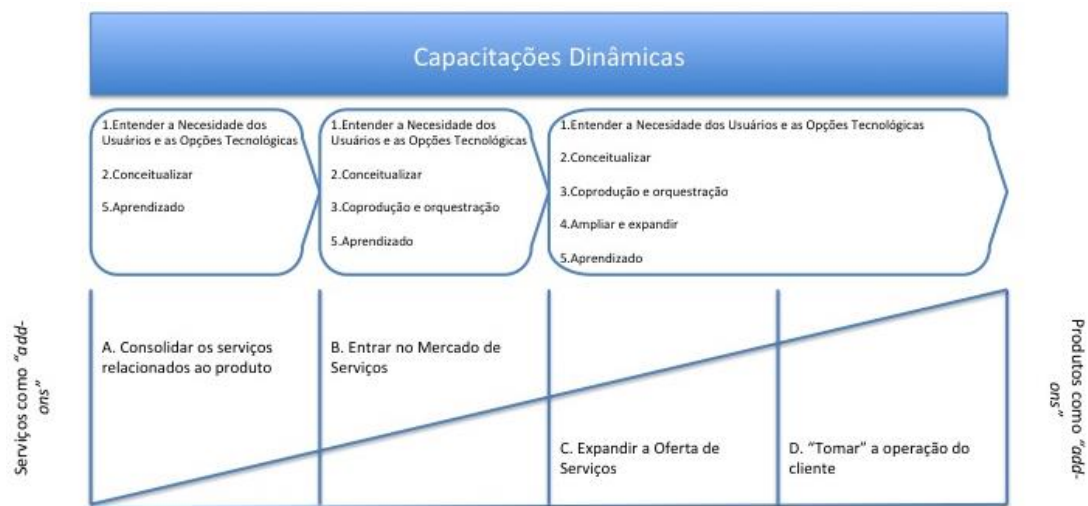 Capacitações Dinâmicas
1.Entender a Necesidade dos
Usuários e as Opções Tecnológicas
2.Conceitualizar
5.Aprendizado
1.Entender a Necesidade dos
Usuários e as Opções Tecnológicas
2.Conceitualizar
3.Coprodução e orquestração
5.Aprendizado
1.Entender a Necesidade dos Usuários e as Opções Tecnológicas
2.Conceitualizar
3.Coprodução e orquestração
4.Ampliar e expandir
5.Aprendizado
Serviços como “add-
ons”
A. Consolidar os serviços
relacionados ao produto
B. Entrar no Mercado de
Serviços
C. Expandir a Oferta de
Serviços
D. “Tomar” a operação do
cliente
Produtos como “add-
ons”